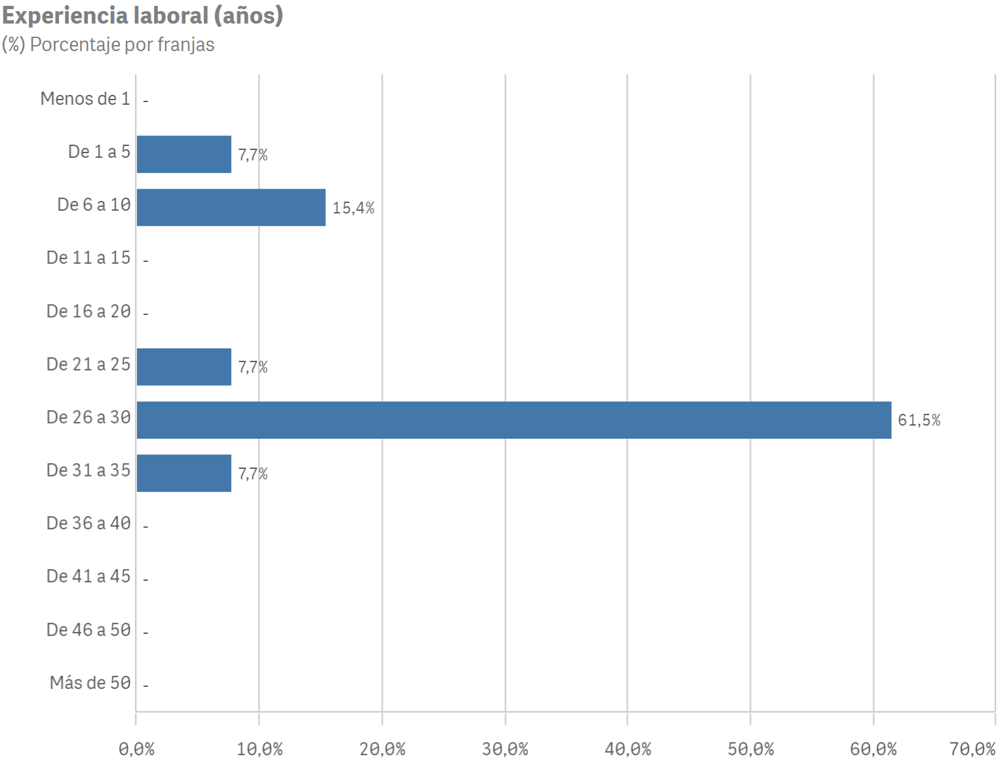 Experiencia laboral (años)
(%) Porcentaje por franjas
Menos de 1 -
De 1 a 5 7,7%
De 6 a 10 15,4%
De 11 a 15 -
De 16 a 20 -
De 21 a 25 7,7%
De 26 a 30 61,5%
De 31 a 35 7,7%
De 36 a 40 -
De 41 a 45 -
De 46 a 50 -
Más de 50 -
0,0% 10,0% 20,0% 30,0% 40,0% 50,0% 60,0% 70,0%